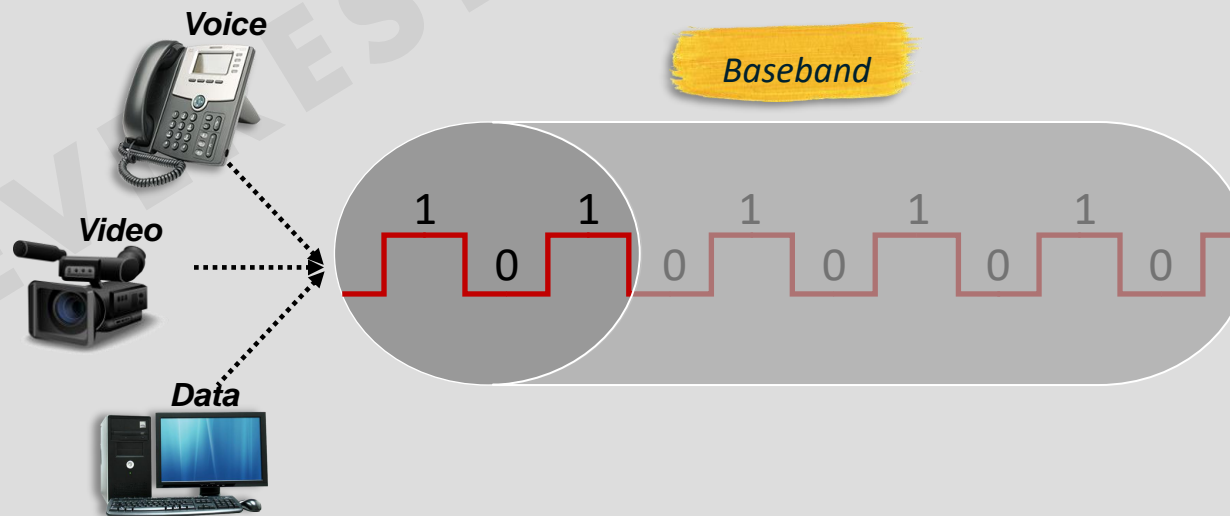 Voice
Baseband
1 1 1 1 1
Video
0 0 0 0 0
Data